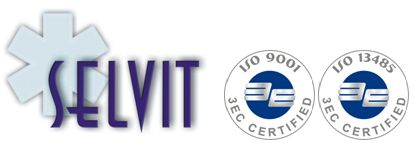 SELVIT
ISO 9001
3EC CERTIFIED
ISO 13485
3EC CERTIFIED